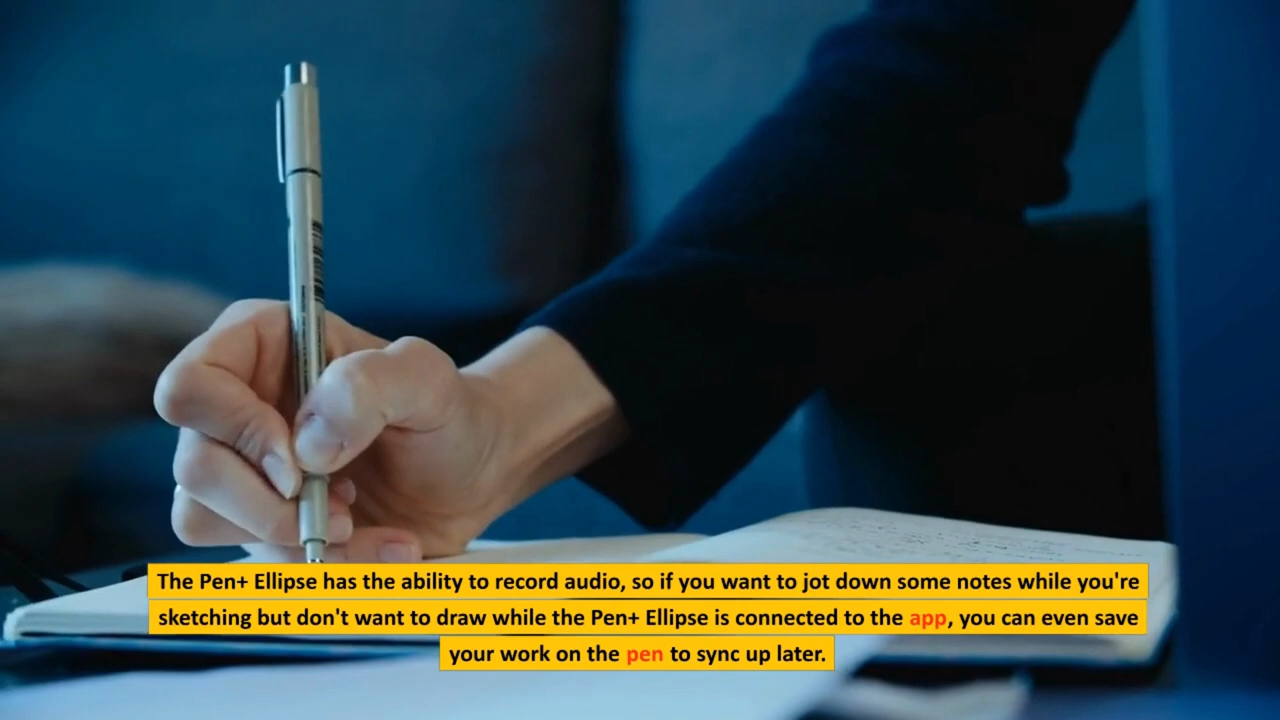 The Pen+ Ellipse has the ability to record audio, so if you want to jot down some notes while you're
sketching but don't want to draw while the Pen+ Ellipse is connected to the app, you can even save
your work on the pen to sync up later.